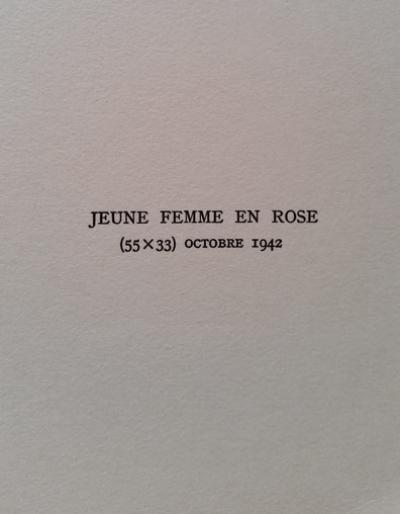 JEUNE FEMME EN ROSE
(55×33) OCTOBRE 1942